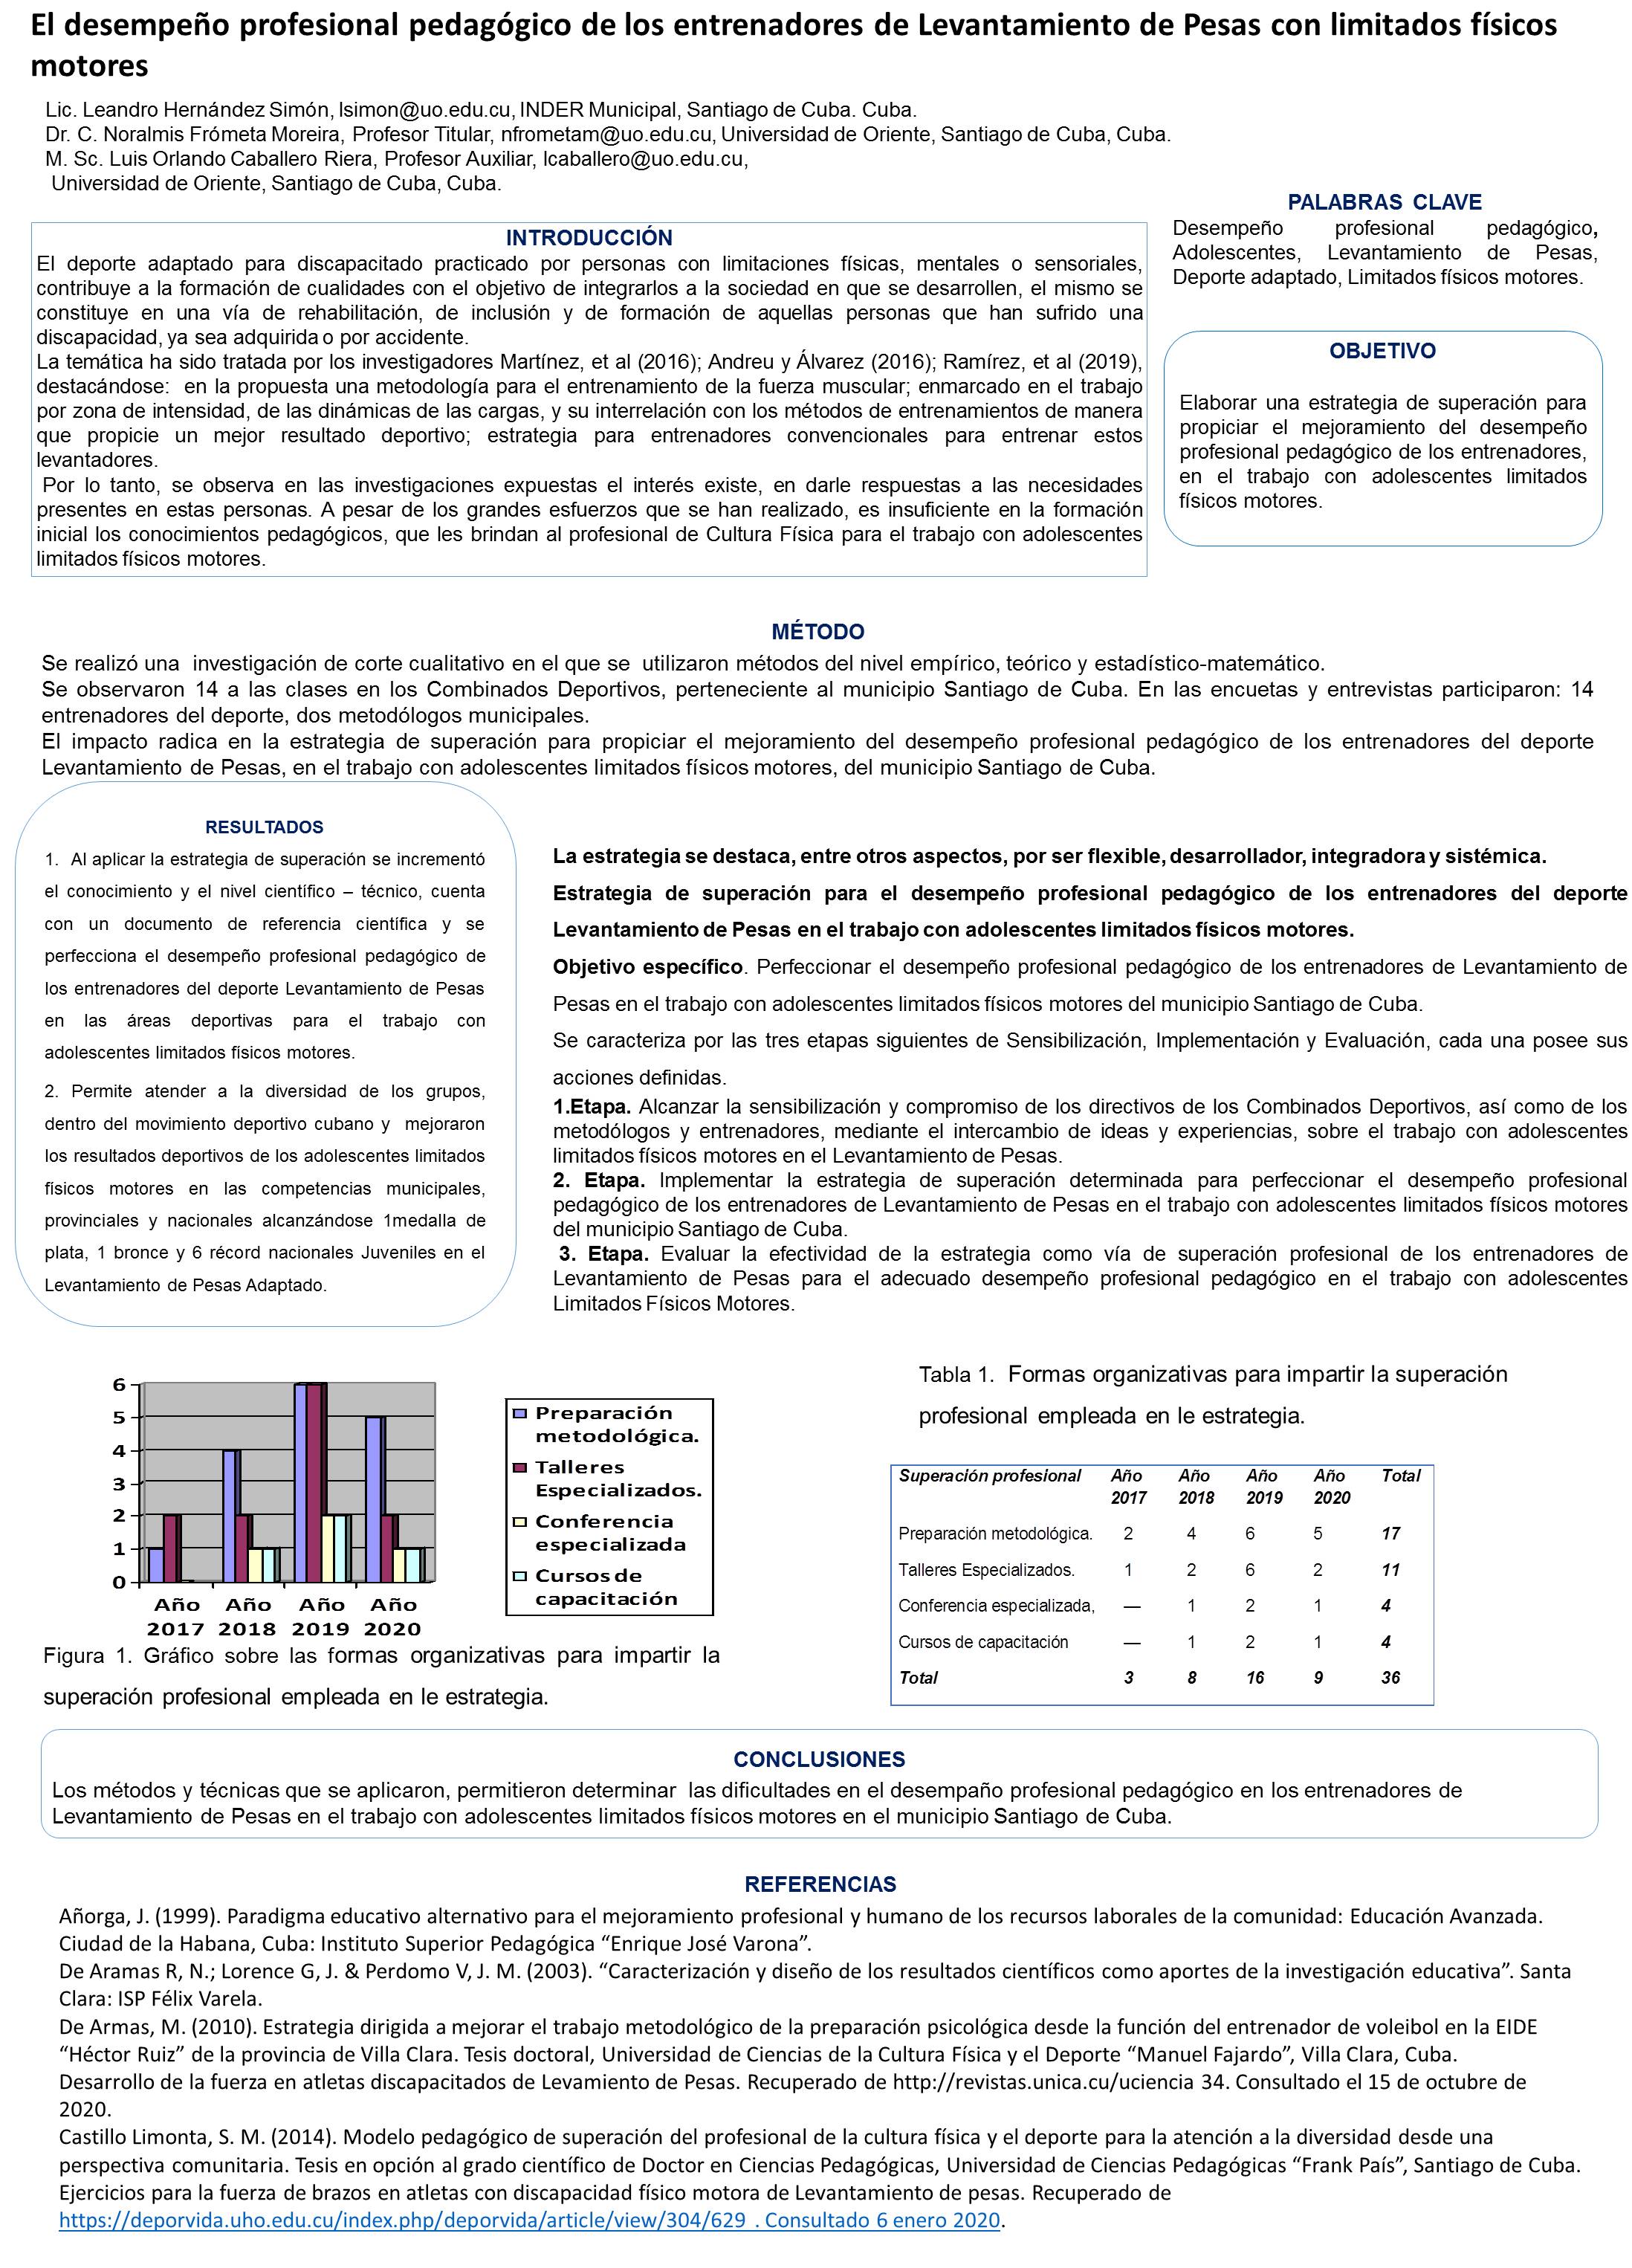 El desempeño profesional pedagógico de los entrenadores de Levantamiento de Pesas con limitados físicos
motores
Lic. Leandro Hernández Simón, lsimon@uo.edu.cu, INDER Municipal, Santiago de Cuba. Cuba.
Dr. C. Noralmis Frómeta Moreira, Profesor Titular, nfrometam@uo.edu.cu, Universidad de Oriente, Santiago de Cuba, Cuba.
M. Sc. Luis Orlando Caballero Riera, Profesor Auxiliar, lcaballero@uo.edu.cu,
Universidad de Oriente, Santiago de Cuba, Cuba.
PALABRAS CLAVE
Desempeño profesional pedagógico,
Adolescentes, Levantamiento de Pesas,
Deporte adaptado, Limitados físicos motores.
INTRODUCCIÓN
El deporte adaptado para discapacitado practicado por personas con limitaciones físicas, mentales o sensoriales,
contribuye a la formación de cualidades con el objetivo de integrarlos a la sociedad en que se desarrollen, el mismo se
constituye en una vía de rehabilitación, de inclusión y de formación de aquellas personas que han sufrido una
discapacidad, ya sea adquirida o por accidente.
La temática ha sido tratada por los investigadores Martínez, et al (2016); Andreu y Álvarez (2016); Ramírez, et al (2019),
destacándose: en la propuesta una metodología para el entrenamiento de la fuerza muscular; enmarcado en el trabajo
por zona de intensidad, de las dinámicas de las cargas, y su interrelación con los métodos de entrenamientos de manera
que propicie un mejor resultado deportivo; estrategia para entrenadores convencionales para entrenar estos
levantadores.
Por lo tanto, se observa en las investigaciones expuestas el interés existe, en darle respuestas a las necesidades
presentes en estas personas. A pesar de los grandes esfuerzos que se han realizado, es insuficiente en la formación
inicial los conocimientos pedagógicos, que les brindan al profesional de Cultura Física para el trabajo con adolescentes
limitados físicos motores.
OBJETIVO
Elaborar una estrategia de superación para
propiciar el mejoramiento del desempeño
profesional pedagógico de los entrenadores,
en el trabajo con adolescentes limitados
físicos motores.
MÉTODO
Se realizó una investigación de corte cualitativo en el que se utilizaron métodos del nivel empírico, teórico y estadístico-matemático.
Se observaron 14 a las clases en los Combinados Deportivos, perteneciente al municipio Santiago de Cuba. En las encuetas y entrevistas participaron: 14
entrenadores del deporte, dos metodólogos municipales.
El impacto radica en la estrategia de superación para propiciar el mejoramiento del desempeño profesional pedagógico de los entrenadores del deporte
Levantamiento de Pesas, en el trabajo con adolescentes limitados físicos motores, del municipio Santiago de Cuba.
RESULTADOS
1. Al aplicar la estrategia de superación se incrementó
el conocimiento y el nivel científico – técnico, cuenta
con un documento de referencia científica y se
perfecciona el desempeño profesional pedagógico de
los entrenadores del deporte Levantamiento de Pesas
en las áreas deportivas para el trabajo con
adolescentes limitados físicos motores.
2. Permite atender a la diversidad de los grupos,
dentro del movimiento deportivo cubano y mejoraron
los resultados deportivos de los adolescentes limitados
físicos motores en las competencias municipales,
provinciales y nacionales alcanzándose 1medalla de
plata, 1 bronce y 6 récord nacionales Juveniles en el
Levantamiento de Pesas Adaptado.
La estrategia se destaca, entre otros aspectos, por ser flexible, desarrollador, integradora y sistémica.
Estrategia de superación para el desempeño profesional pedagógico de los entrenadores del deporte
Levantamiento de Pesas en el trabajo con adolescentes limitados físicos motores.
Objetivo específico. Perfeccionar el desempeño profesional pedagógico de los entrenadores de Levantamiento de
Pesas en el trabajo con adolescentes limitados físicos motores del municipio Santiago de Cuba.
Se caracteriza por las tres etapas siguientes de Sensibilización, Implementación y Evaluación, cada una posee sus
acciones definidas.
1.Etapa. Alcanzar la sensibilización y compromiso de los directivos de los Combinados Deportivos, así como de los
metodólogos y entrenadores, mediante el intercambio de ideas y experiencias, sobre el trabajo con adolescentes
limitados físicos motores en el Levantamiento de Pesas.
2. Etapa. Implementar la estrategia de superación determinada para perfeccionar el desempeño profesional
pedagógico de los entrenadores de Levantamiento de Pesas en el trabajo con adolescentes limitados físicos motores
del municipio Santiago de Cuba.
3. Etapa. Evaluar la efectividad de la estrategia como vía de superación profesional de los entrenadores de
Levantamiento de Pesas para el adecuado desempeño profesional pedagógico en el trabajo con adolescentes
Limitados Físicos Motores.
6
5
4
3
2
1
0
Año Año Año Año
2017 2018 2019 2020
Preparación
metodológica.
Talleres
Especializados.
Conferencia
especializada
Cursos de
capacitación
Figura 1. Gráfico sobre las formas organizativas para impartir la
superación profesional empleada en le estrategia.
Tabla 1. Formas organizativas para impartir la superación
profesional empleada en le estrategia.
Superación profesional Año Año Año Año Total
2017 2018 2019 2020
Preparación metodológica. 2 4 6 5 17
Talleres Especializados. 1 2 6 2 11
Conferencia especializada, — 1 2 1 4
Cursos de capacitación — 1 2 1 4
Total 3 8 16 9 36
CONCLUSIONES
Los métodos y técnicas que se aplicaron, permitieron determinar las dificultades en el desempaño profesional pedagógico en los entrenadores de
Levantamiento de Pesas en el trabajo con adolescentes limitados físicos motores en el municipio Santiago de Cuba.
REFERENCIAS
Añorga, J. (1999). Paradigma educativo alternativo para el mejoramiento profesional y humano de los recursos laborales de la comunidad: Educación Avanzada.
Ciudad de la Habana, Cuba: Instituto Superior Pedagógica “Enrique José Varona”.
De Aramas R, N.; Lorence G, J. & Perdomo V, J. M. (2003). “Caracterización y diseño de los resultados científicos como aportes de la investigación educativa”. Santa
Clara: ISP Félix Varela.
De Armas, M. (2010). Estrategia dirigida a mejorar el trabajo metodológico de la preparación psicológica desde la función del entrenador de voleibol en la EIDE
“Héctor Ruiz” de la provincia de Villa Clara. Tesis doctoral, Universidad de Ciencias de la Cultura Física y el Deporte “Manuel Fajardo”, Villa Clara, Cuba.
Desarrollo de la fuerza en atletas discapacitados de Levamiento de Pesas. Recuperado de http://revistas.unica.cu/uciencia 34. Consultado el 15 de octubre de
2020.
Castillo Limonta, S. M. (2014). Modelo pedagógico de superación del profesional de la cultura física y el deporte para la atención a la diversidad desde una
perspectiva comunitaria. Tesis en opción al grado científico de Doctor en Ciencias Pedagógicas, Universidad de Ciencias Pedagógicas “Frank País”, Santiago de Cuba.
Ejercicios para la fuerza de brazos en atletas con discapacidad físico motora de Levantamiento de pesas. Recuperado de
https://deporvida.uho.edu.cu/index.php/deporvida/article/view/304/629 . Consultado 6 enero 2020.